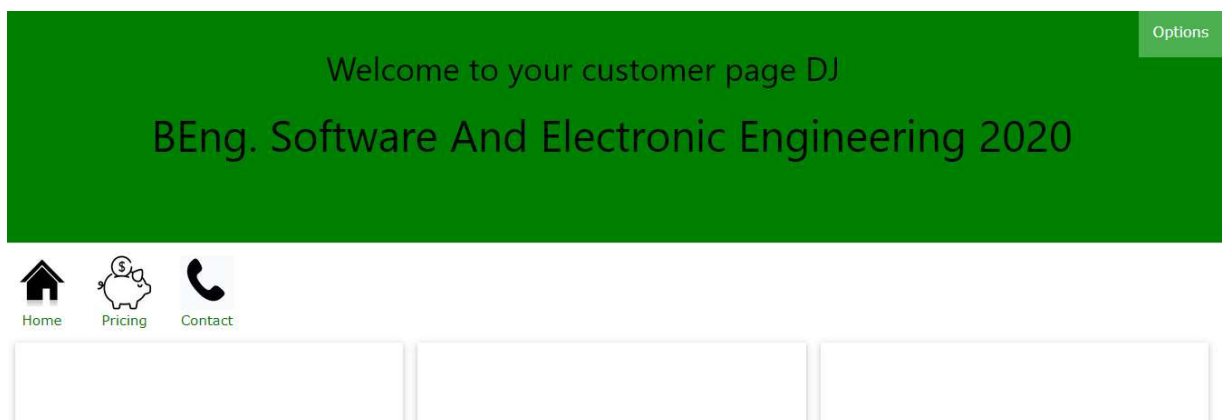 Options
Welcome to your customer page DJ
BEng. Software And Electronic Engineering 2020
$
Home Pricing Contact